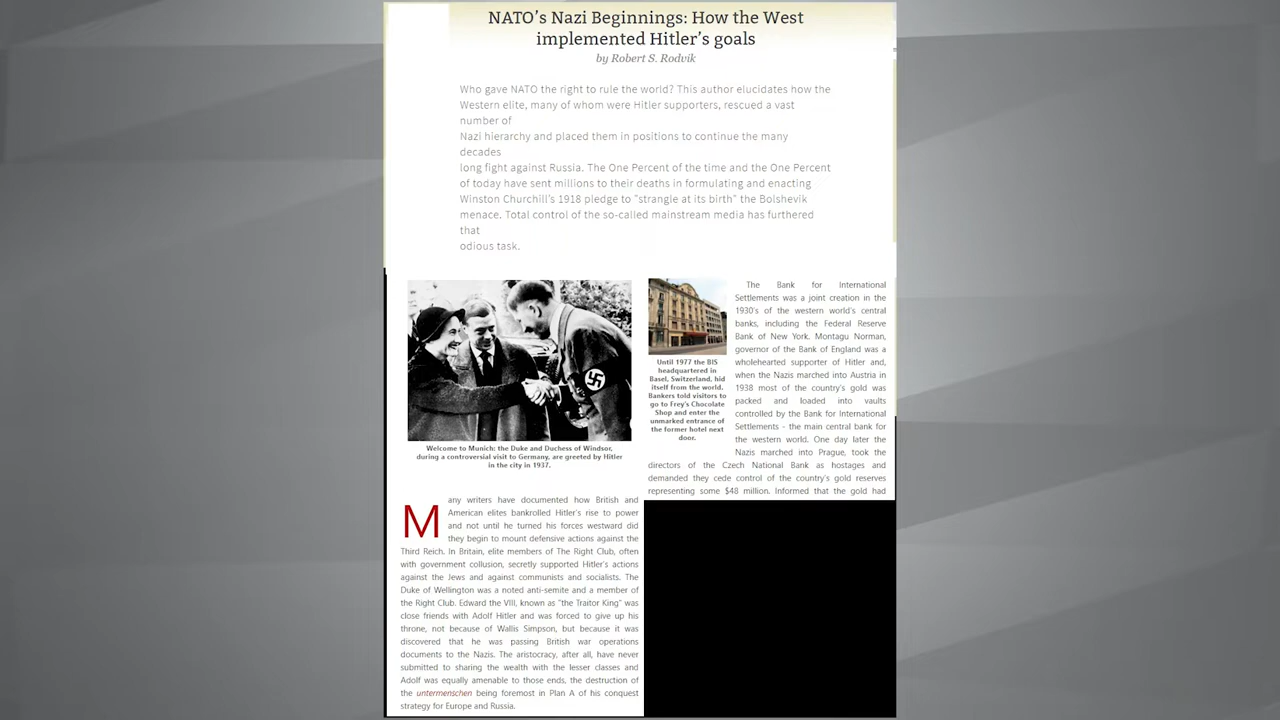 NATO’s Nazi Beginnings: How the West
implemented Hitler’s goals
by Robert S. Rodvik
Who gave NATO the right to rule the world? This author elucidates how the
Western elite, many of whom were Hitler supporters, rescued a vast
number of
Nazi hierarchy and placed them in positions to continue the many
decades
long fight against Russia. The One Percent of the time and the One Percent
of today have sent millions to their deaths in formulating and enacting
Winston Churchill’s 1918 pledge to “strangle at its birth” the Bolshevik
menace. Total control of the so-called mainstream media has furthered
that
odious task.
Welcome to Munich: the Duke and Duchess of Windsor,
during a controversial visit to Germany, are greeted by Hitler
in the city in 1937.
Many writers have documented how British and
American elites bankrolled Hitler’s rise to power
and not until he turned his forces westward did
they begin to mount defensive actions against the
Third Reich. In Britain, elite members of The Right Club, often
with government collusion, secretly supported Hitler’s actions
against the Jews and against communists and socialists. The
Duke of Wellington was a noted anti-semite and a member of
the Right Club. Edward the VIII, known as “the Traitor King” was
close friends with Adolf Hitler and was forced to give up his
throne, not because of Wallis Simpson, but because it was
discovered that he was passing British war operations
documents to the Nazis. The aristocracy, after all, have never
submitted to sharing the wealth with the lesser classes and
Adolf was equally amenable to those ends, the destruction of
the untermenschen being foremost in Plan A of his conquest
strategy for Europe and Russia.
Until 1977 the BIS
headquartered in
Basel, Switzerland, hid
itself from the world.
Bankers told visitors to
go to Frey’s Chocolate
Shop and enter the
unmarked entrance of
the former hotel next
door.
The Bank for International
Settlements was a joint creation in the
1930’s of the western world’s central
banks, including the Federal Reserve
Bank of New York. Montagu Norman,
governor of the Bank of England was a
wholehearted supporter of Hitler and,
when the Nazis marched into Austria in
1938 most of the country’s gold was
packed and loaded into vaults
controlled by the Bank for International
Settlements - the main central bank for
the western world. One day later the
Nazis marched into Prague, took the
directors of the Czech National Bank as hostages and
demanded they cede control of the country’s gold reserves
representing some $48 million. Informed that the gold had